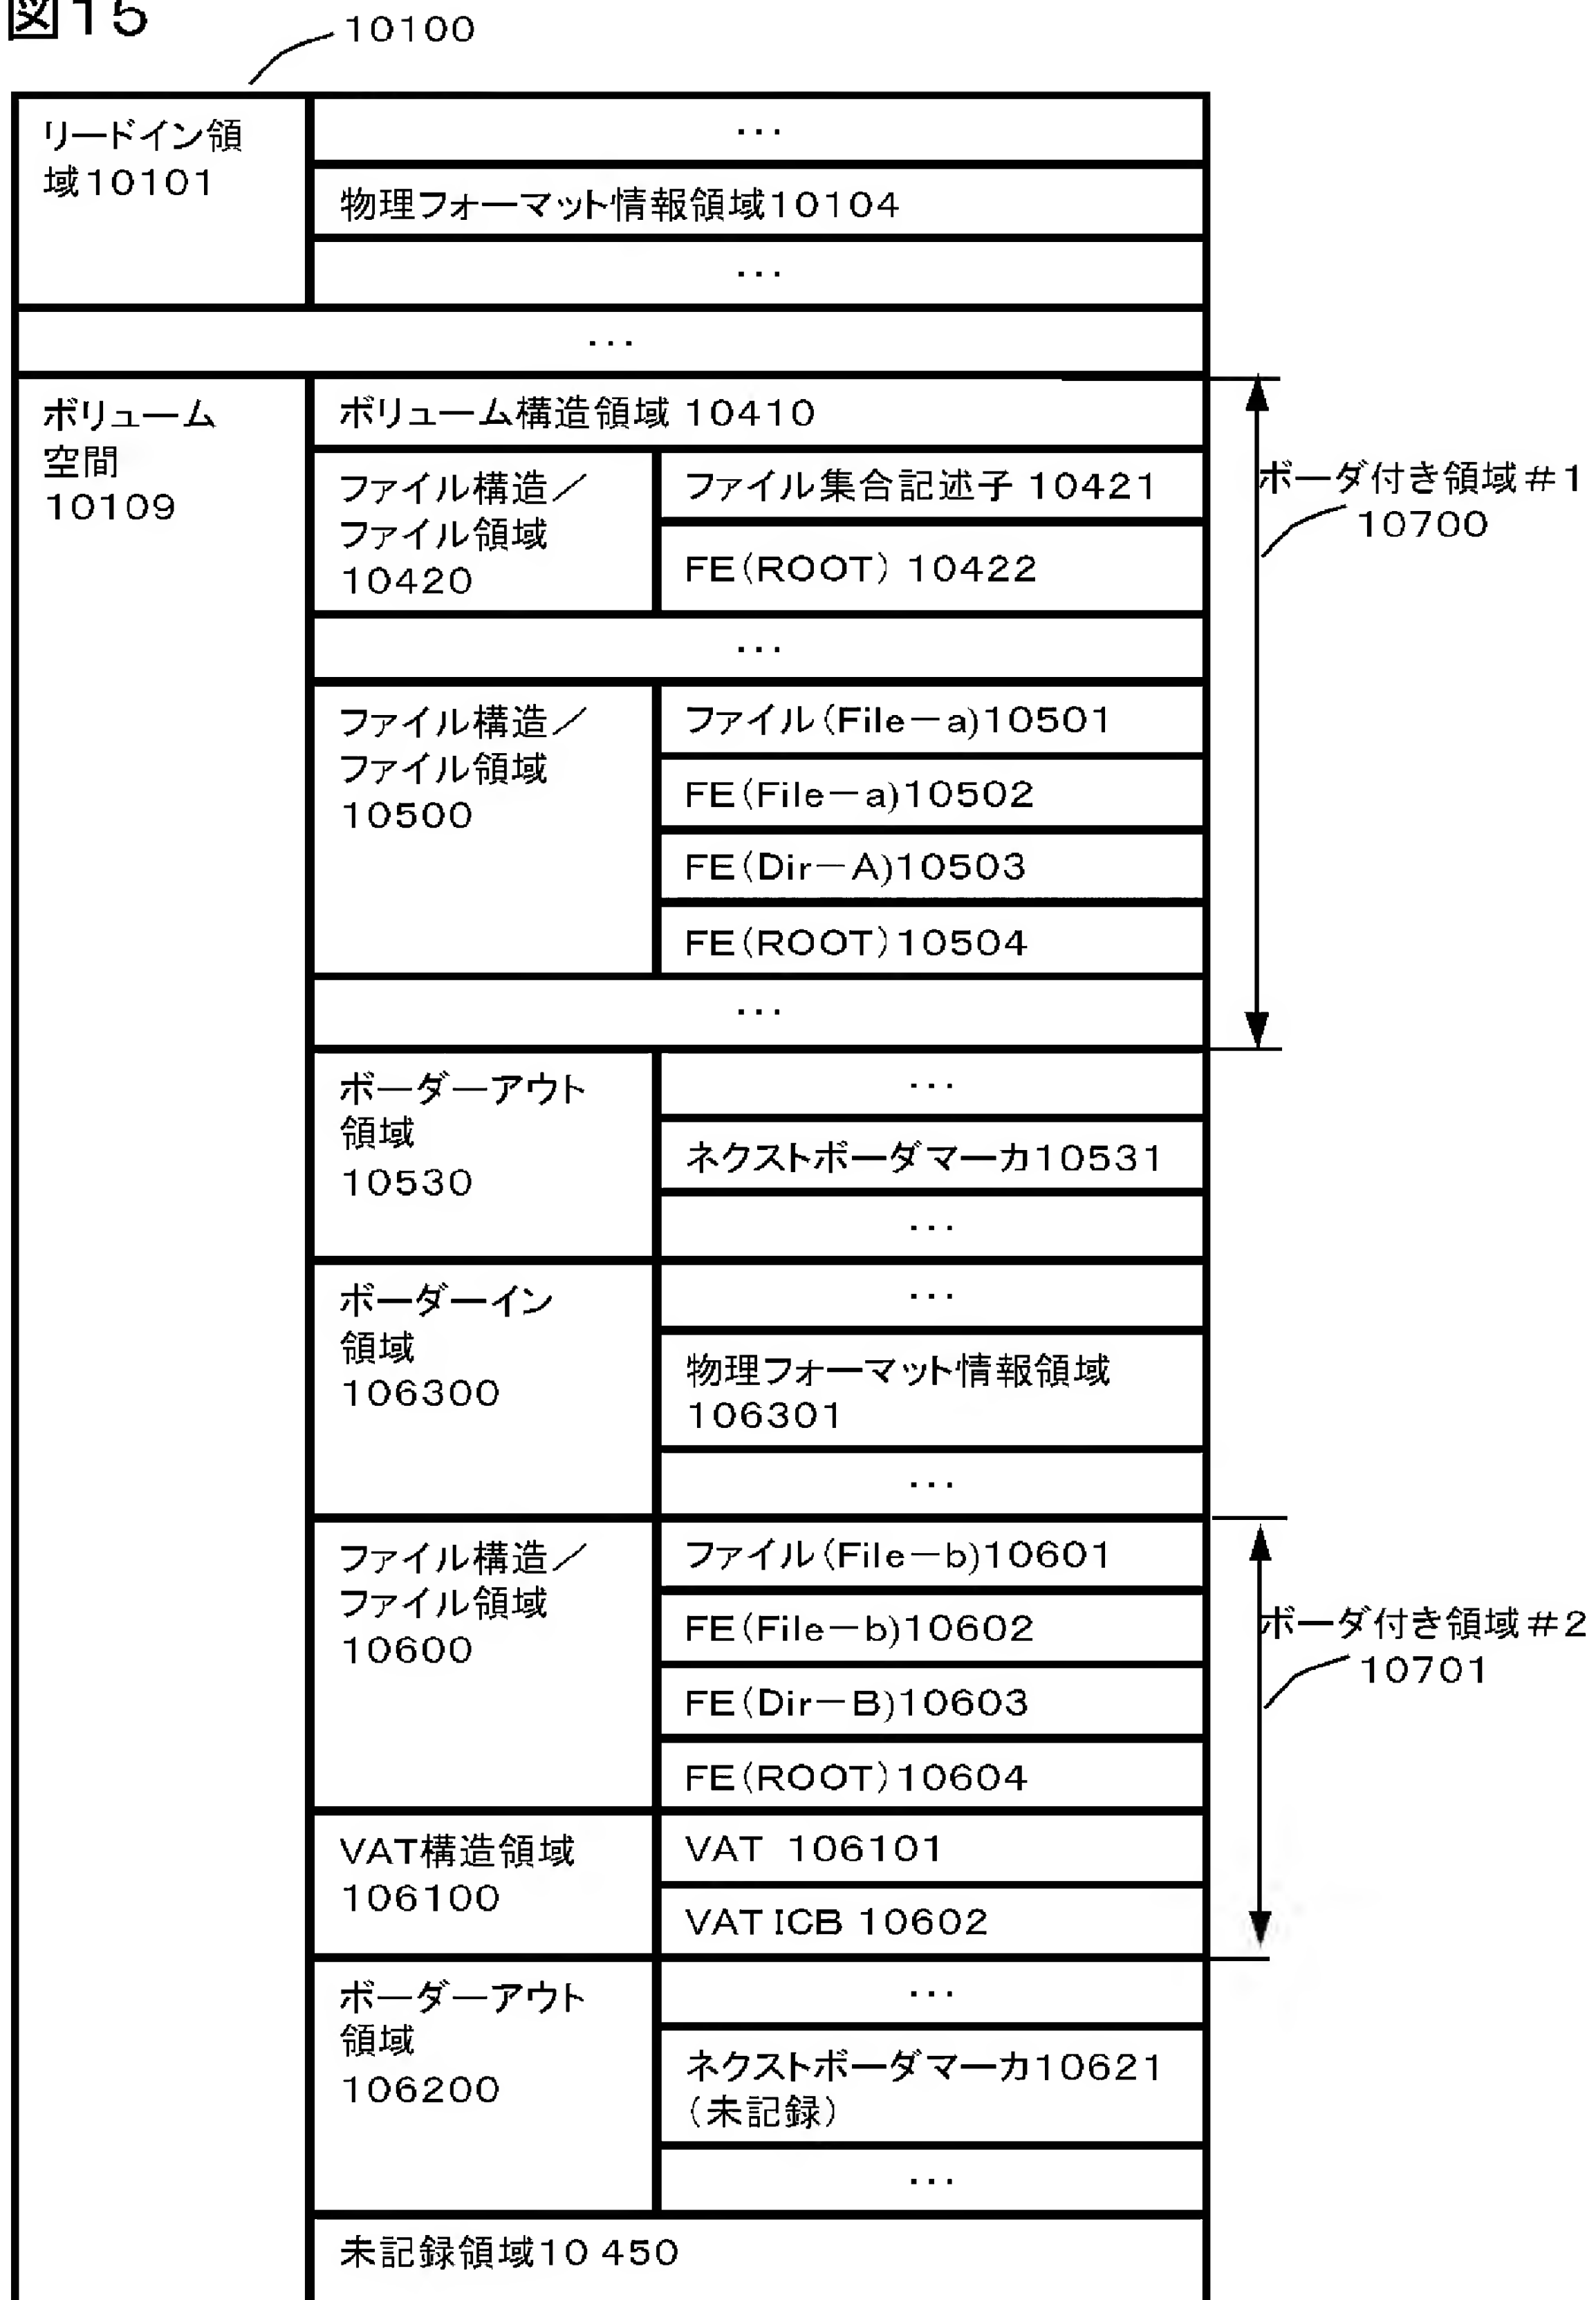 図15
10100
リードイン領
域10101
...
物理フォーマット情報領域10104
...
...
ボリューム
空間
10109
ボリューム構造領域 10410
ファイル構造／
ファイル領域
10420
ファイル集合記述子 10421
FE(ROOT) 10422
ボーダ付き領域＃1
10700
...
ファイル構造／
ファイル領域
10500
ファイル(File－a)10501
FE(File－a)10502
FE(Dir－A)10503
FE(ROOT)10504
...
ボーダーアウト
領域
10530
...
ネクストボーダマーカ10531
...
ボーダーイン
領域
106300
...
物理フォーマット情報領域
106301
...
ファイル構造／
ファイル領域
10600
ファイル(File－b)10601
FE(File－b)10602
FE(Dir－B)10603
FE(ROOT)10604
ボーダ付き領域＃2
10701
VAT構造領域
106100
VAT 106101
VAT ICB 10602
ボーダーアウト
領域
106200
...
ネクストボーダマーカ10621
(未記録)
...
未記録領域10 450